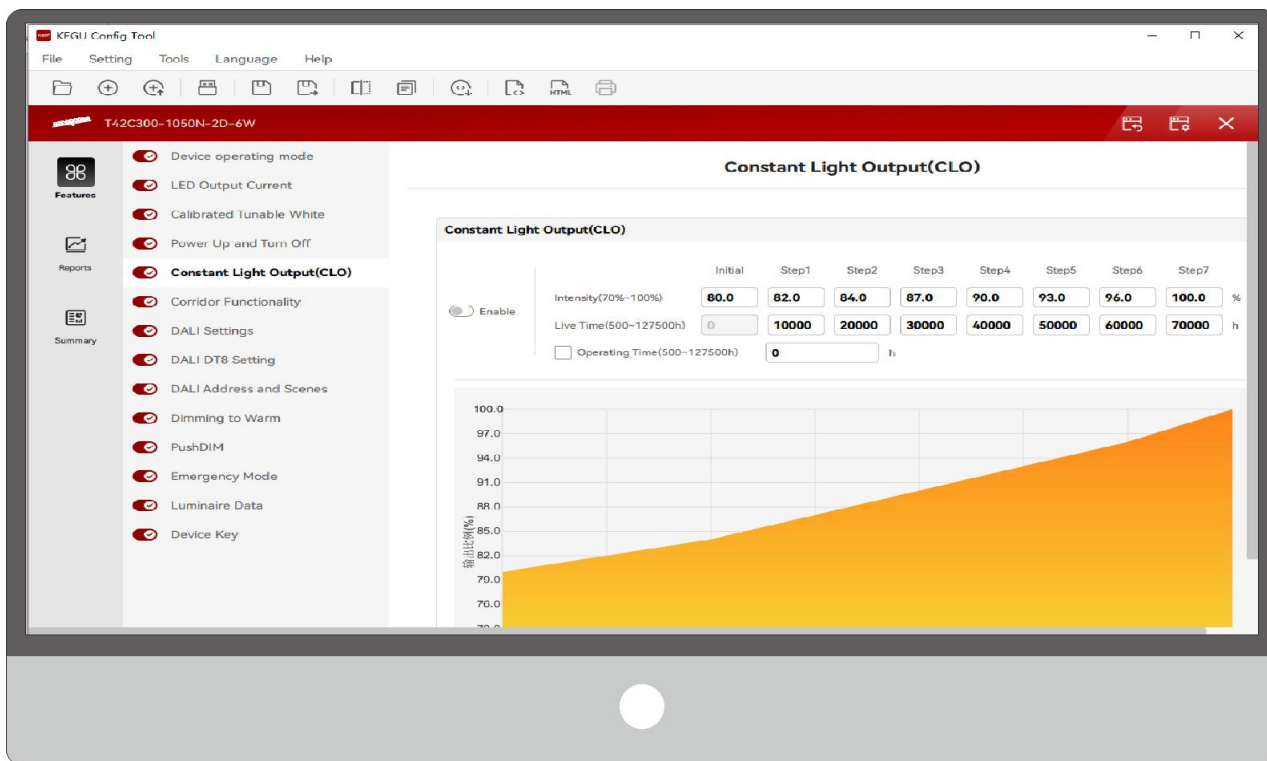 KEGU Config Tool
File Setting Tools Language Help
HTML
T42C300-1050N-2D-6W
Features
Reports
Summary
Device operating mode
LED Output Current
Calibrated Tunable White
Power Up and Turn Off
Constant Light Output(CLO)
Corridor Functionality
DALI Settings
DALI DT8 Setting
DALI Address and Scenes
Dimming to Warm
PushDIM
Emergency Mode
Luminaire Data
Device Key
Constant Light Output(CLO)
Constant Light Output(CLO)
Initial Step1 Step2 Step3 Step4 Step5 Step6 Step7
Intensity(70%~100%) 80.0 82.0 84.0 87.0 90.0 93.0 96.0 100.0 %
Enable
Live Time(500~127500h) 0 10000 20000 30000 40000 50000 60000 70000 h
Operating Time(500~127500h) 0 h
输出比例(%)
100.0
97.0
94.0
91.0
88.0
85.0
82.0
79.0
76.0